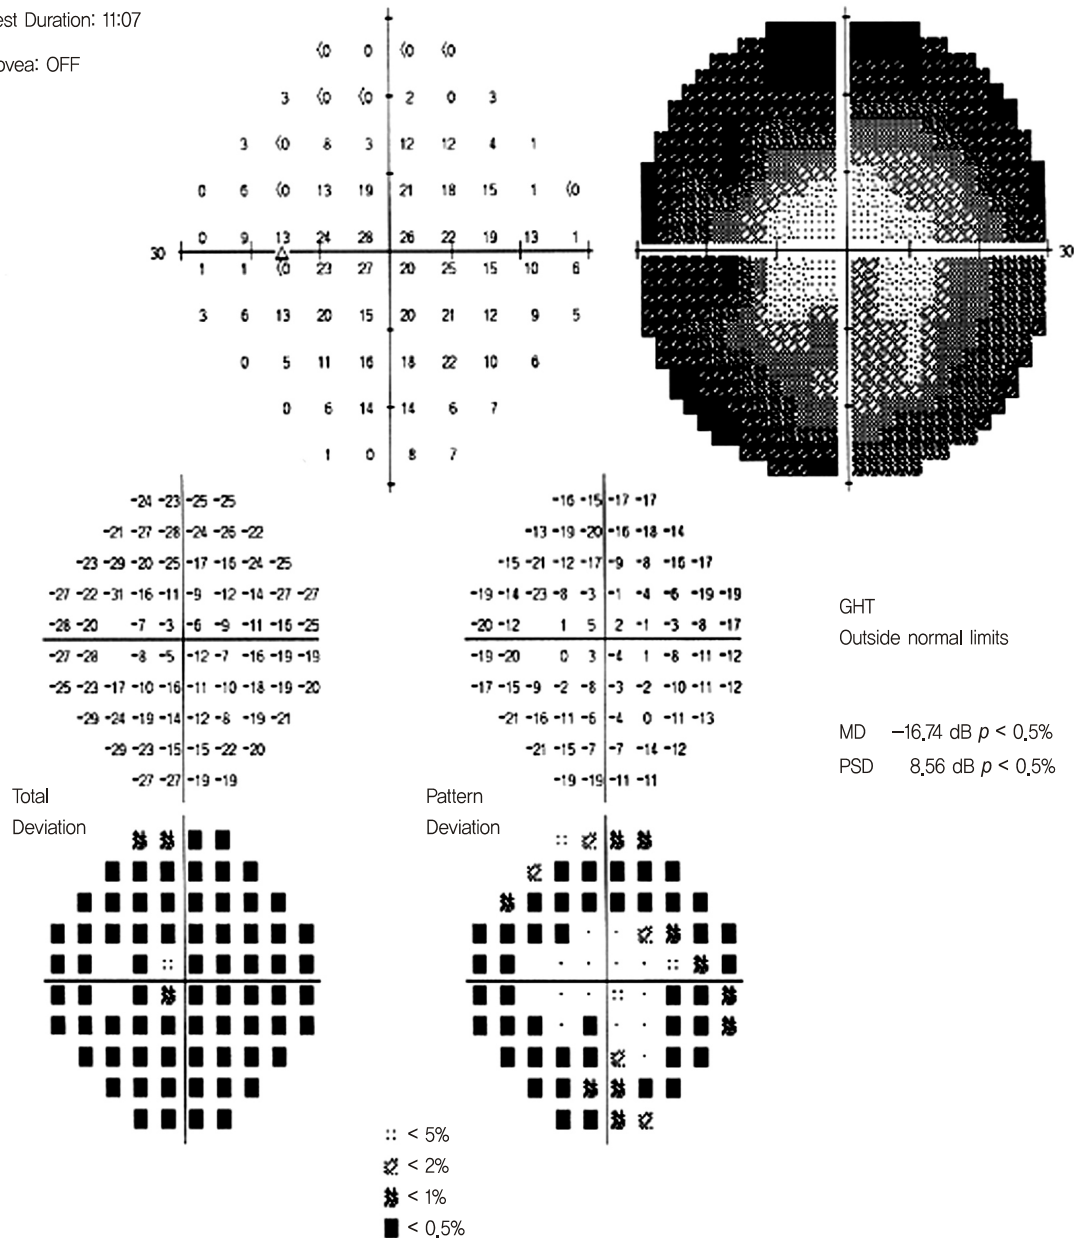 est Duration: 11:07
ovea: OFF
<0 0 <0 <0
3 <0 <0 2 0 3
3 <0 8 3 12 12 4 1
0 6 <0 13 19 21 18 15 1 <0
0 9 13 24 28 26 22 19 13 1
30
30
1 1 <0 23 27 20 25 15 10 6
3 6 13 20 15 20 21 12 9 5
0 5 11 16 18 22 10 6
0 6 14 14 6 7
1 0 8 7
-24 -23 -25 -25
-21 -27 -28 -24 -26 -22
-23 -29 -20 -25 -17 -16 -24 -25
-27 -22 -31 -16 -11 -9 -12 -14 -27 -27
-28 -20 -7 -3 -6 -9 -11 -16 -25
-27 -28 -8 -5 -12 -7 -16 -19 -19
-25 -23 -17 -10 -16 -11 -10 -18 -19 -20
-29 -24 -19 -14 -12 -8 -19 -21
-29 -23 -15 -15 -22 -20
-27 -27 -19 -19
Total
Deviation
-16 -15 -17 -17
-13 -19 -20 -16 -18 -14
-15 -21 -12 -17 -9 -8 -16 -17
-19 -14 -23 -8 -3 -1 -4 -6 -19 -19
-20 -12 1 5 2 -1 -3 -8 -17
-19 -20 0 3 -4 1 -8 -11 -12
-17 -15 -9 -2 -8 -3 -2 -10 -11 -12
-21 -16 -11 -6 -4 0 -11 -13
-21 -15 -7 -7 -14 -12
-19 -19 -11 -11
Pattern
Deviation
GHT
Outside normal limits
MD -16.74 dB p < 0.5%
PSD 8.56 dB p < 0.5%
< 5%
< 2%
< 1%
< 0.5%